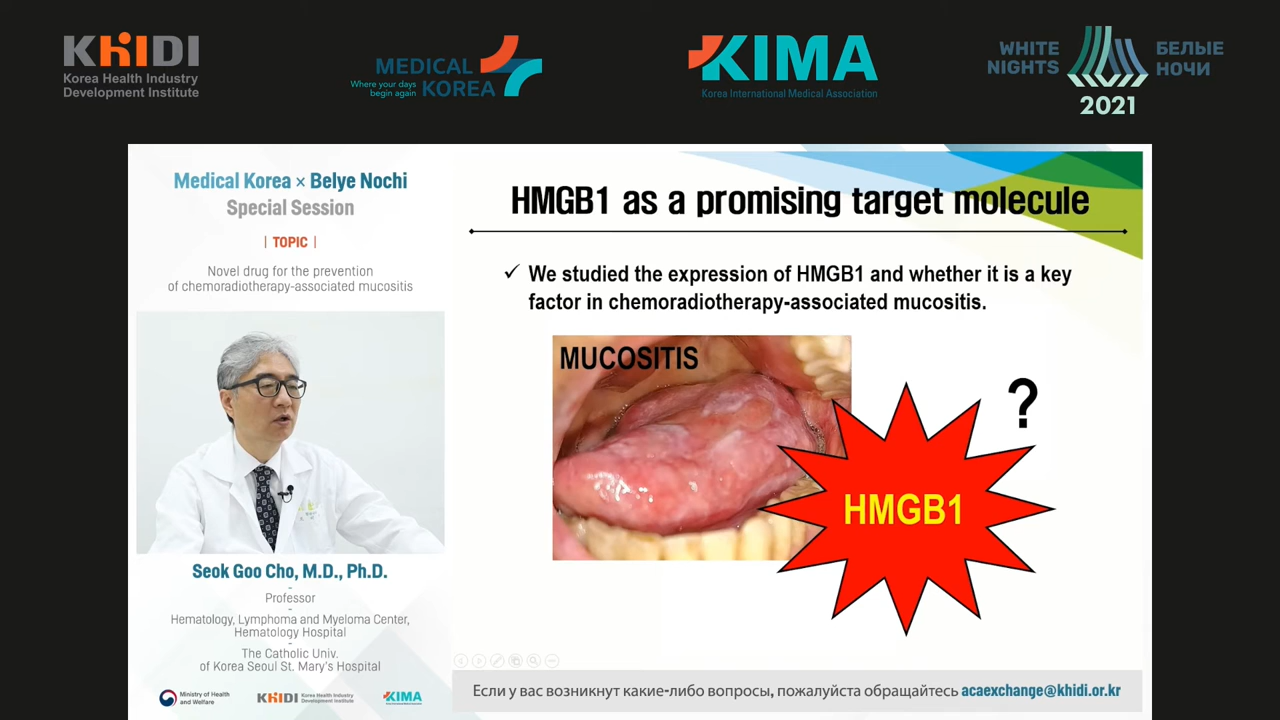 KHIDI
Korea Health Industry
Development Institute
MEDICAL
KOREA
Where your days
begin again
KIMA
Korea International Medical Association
WHITE
NIGHTS
БЕЛЫЕ
НОЧИ
2021
Medical Korea × Belye Nochi
Special Session
| TOPIC |
Novel drug for the prevention
of chemoradiotherapy-associated mucositis
Seok Goo Cho, M.D., Ph.D.
Professor
Hematology, Lymphoma and Myeloma Center,
Hematology Hospital
The Catholic Univ.
of Korea Seoul St. Mary's Hospital
Ministry of Health
and Welfare
KHIDI
Korea Health Industry
Development Institute
KIMA
HMGB1 as a promising target molecule
✓ We studied the expression of HMGB1 and whether it is a key
factor in chemoradiotherapy-associated mucositis.
MUCOSITIS
?
HMGB1
Если у вас возникнут какие-либо вопросы, пожалуйста обращайтесь acaexchange@khidi.or.kr